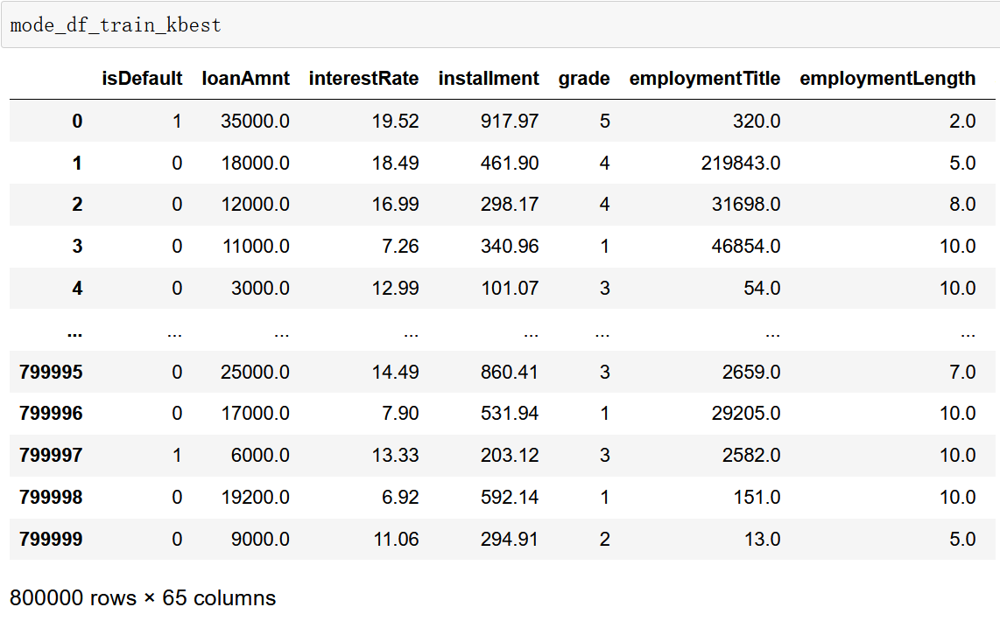 mode_df_train_kbest
isDefault loanAmnt interestRate installment grade employmentTitle employmentLength
0 1 35000.0 19.52 917.97 5 320.0 2.0
1 0 18000.0 18.49 461.90 4 219843.0 5.0
2 0 12000.0 16.99 298.17 4 31698.0 8.0
3 0 11000.0 7.26 340.96 1 46854.0 10.0
4 0 3000.0 12.99 101.07 3 54.0 10.0
... ... ... ... ... ... ... ...
799995 0 25000.0 14.49 860.41 3 2659.0 7.0
799996 0 17000.0 7.90 531.94 1 29205.0 10.0
799997 1 6000.0 13.33 203.12 3 2582.0 10.0
799998 0 19200.0 6.92 592.14 1 151.0 10.0
799999 0 9000.0 11.06 294.91 2 13.0 5.0
800000 rows × 65 columns